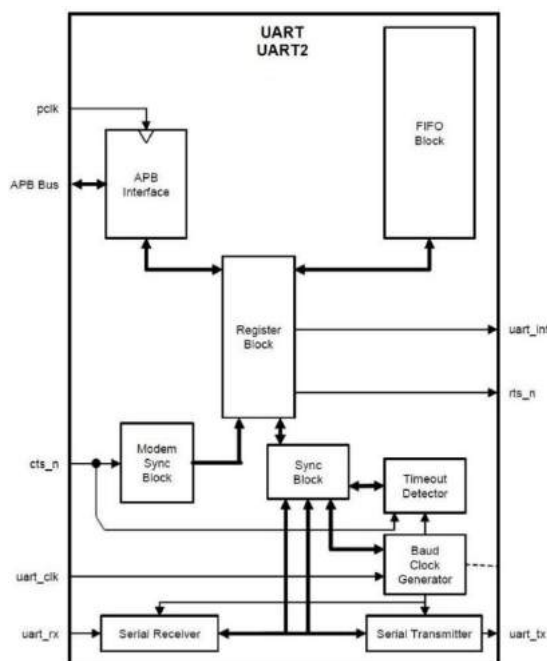 UART
UART2
pclk
FIFO
Block
APB Bus
APB
Interface
Register
Block
uart_int
rts_n
cts_n
Modem
Sync
Block
Sync
Block
Timeout
Detector
uart_clk
Baud
Clock
Generator
uart_rx
Serial Receiver
Serial Transmitter
uart_tx